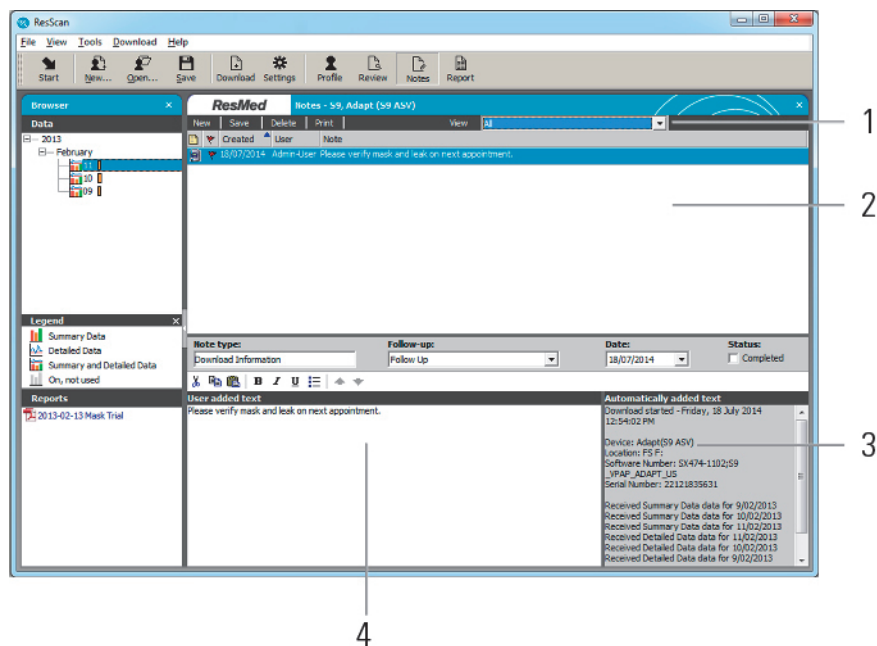 ResScan
File View Tools Download Help
Start New... Open... Save Download Settings Profile Review Notes Report
Browser
ResMed Notes - S9, Adapt (S9 ASV)
Data
New Save Delete Print View All
1
2013
Created User Note
February
18/07/2014 Admin-User Please verify mask and leak on next appointment.
11
10
09
2
Legend
Summary Data
Detailed Data
Summary and Detailed Data
On, not used
Note type: Follow-up: Date: Status:
Download Information Follow Up 18/07/2014 Completed
B I U
Reports
2013-02-13 Mask Trial
User added text
Please verify mask and leak on next appointment.
Automatically added text
Download started - Friday, 18 July 2014
12:54:02 PM
Device: Adapt(S9 ASV)
3
Location: FS F:
Software Number: SX474-1102;S9
_VPAP_ADAPT_US
Serial Number: 22121835631
Received Summary Data data for 9/02/2013
Received Summary Data data for 10/02/2013
Received Summary Data data for 11/02/2013
Received Detailed Data data for 11/02/2013
Received Detailed Data data for 10/02/2013
Received Detailed Data data for 9/02/2013
4